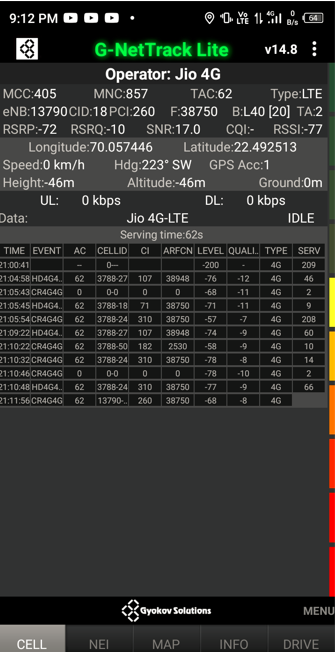 9:12 PM Vo LTE 4G 0 B/s 64
G-NetTrack Lite v14.8
Operator: Jio 4G
MCC:405 MNC:857 TAC:62 Type:LTE
eNB:13790 CID:18 PCI:260 F:38750 B:L40 [20] TA:2
RSRP:-72 RSRQ:-10 SNR:17.0 CQI:- RSSI:-77
Longitude:70.057446 Latitude:22.492513
Speed:0 km/h Hdg:223° SW GPS Acc:1
Height:-46m Altitude:-46m Ground:0m
UL: 0 kbps DL: 0 kbps
Data: Jio 4G-LTE IDLE
Serving time:62s
TIME EVENT AC CELLID CI ARFCN LEVEL QUALI.. TYPE SERV
21:00:41 -- 0--- -200 - 4G 209
21:04:58 HD4G4.. 62 3788-27 107 38948 -76 -12 4G 46
21:05:43 CR4G4G 0 0-0 0 0 -68 -11 4G 2
21:05:45 HD4G4.. 62 3788-18 71 38750 -71 -11 4G 9
21:05:54 CR4G4G 62 3788-24 310 38750 -57 -7 4G 208
21:09:22 HD4G4.. 62 3788-27 107 38948 -74 -9 4G 60
21:10:22 CR4G4G 62 3788-50 182 2530 -58 -9 4G 10
21:10:32 CR4G4G 62 3788-24 310 38750 -78 -8 4G 14
21:10:46 CR4G4G 0 0-0 0 0 -78 -10 4G 2
21:10:48 HD4G4.. 62 3788-24 310 38750 -77 -9 4G 66
21:11:56 CR4G4G 62 13790-.. 260 38750 -68 -8 4G
Gyokov Solutions MENU
CELL NEI MAP INFO DRIVE